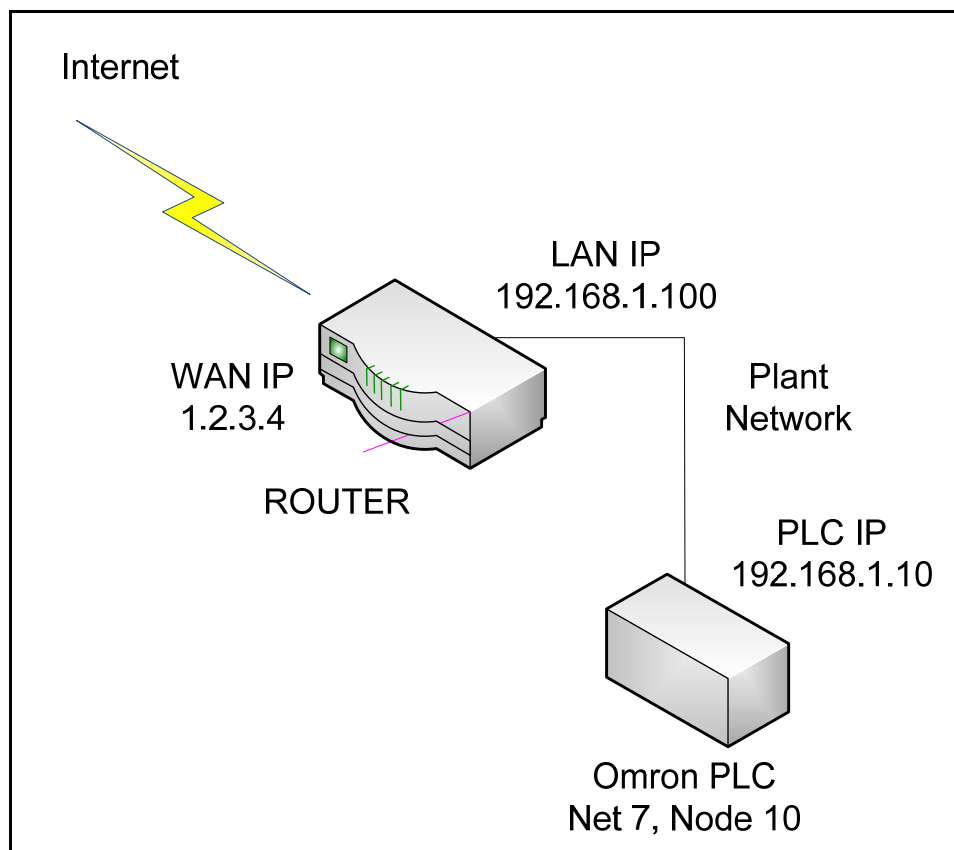 Internet
LAN IP
192.168.1.100
WAN IP
1.2.3.4
Plant
Network
ROUTER
PLC IP
192.168.1.10
Omron PLC
Net 7, Node 10